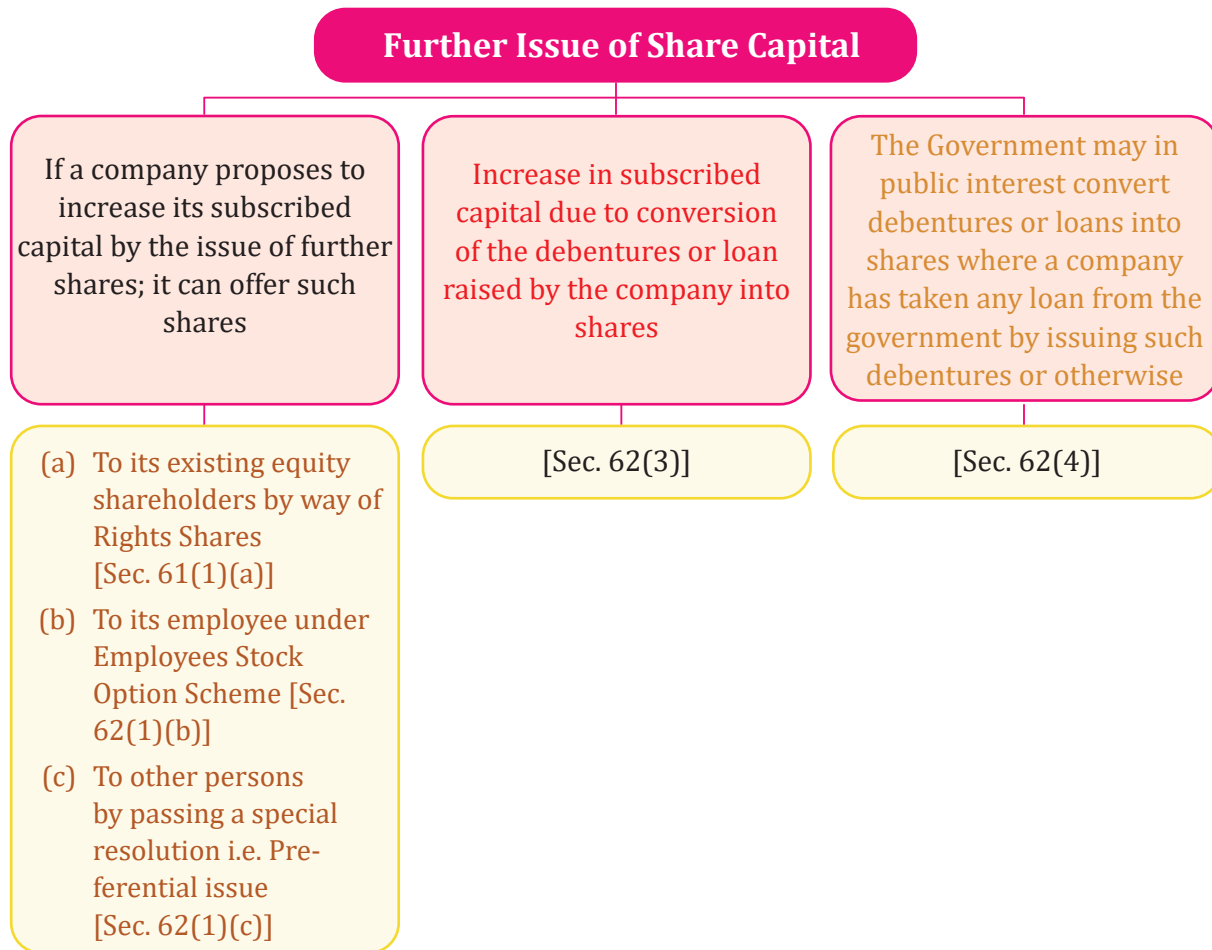 Further Issue of Share Capital
If a company proposes to
increase its subscribed
capital by the issue of further
shares; it can offer such
shares
Increase in subscribed
capital due to conversion
of the debentures or loan
raised by the company into
shares
The Government may in
public interest convert
debentures or loans into
shares where a company
has taken any loan from the
government by issuing such
debentures or otherwise
(a) To its existing equity
shareholders by way of
Rights Shares
[Sec. 61(1)(a)]
(b) To its employee under
Employees Stock
Option Scheme [Sec.
62(1)(b)]
(c) To other persons
by passing a special
resolution i.e. Pre-
ferential issue
[Sec. 62(1)(c)]
[Sec. 62(3)]
[Sec. 62(4)]